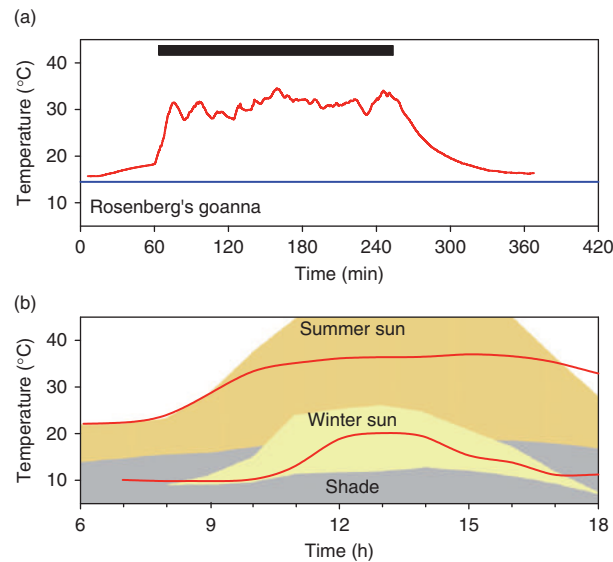 (a)
Temperature (°C)
40
30
20
10
Rosenberg's goanna
0 60 120 180 240 300 360 420
Time (min)
(b)
Temperature (°C)
40
30
20
10
Summer sun
Winter sun
Shade
6 9 12 15 18
Time (h)